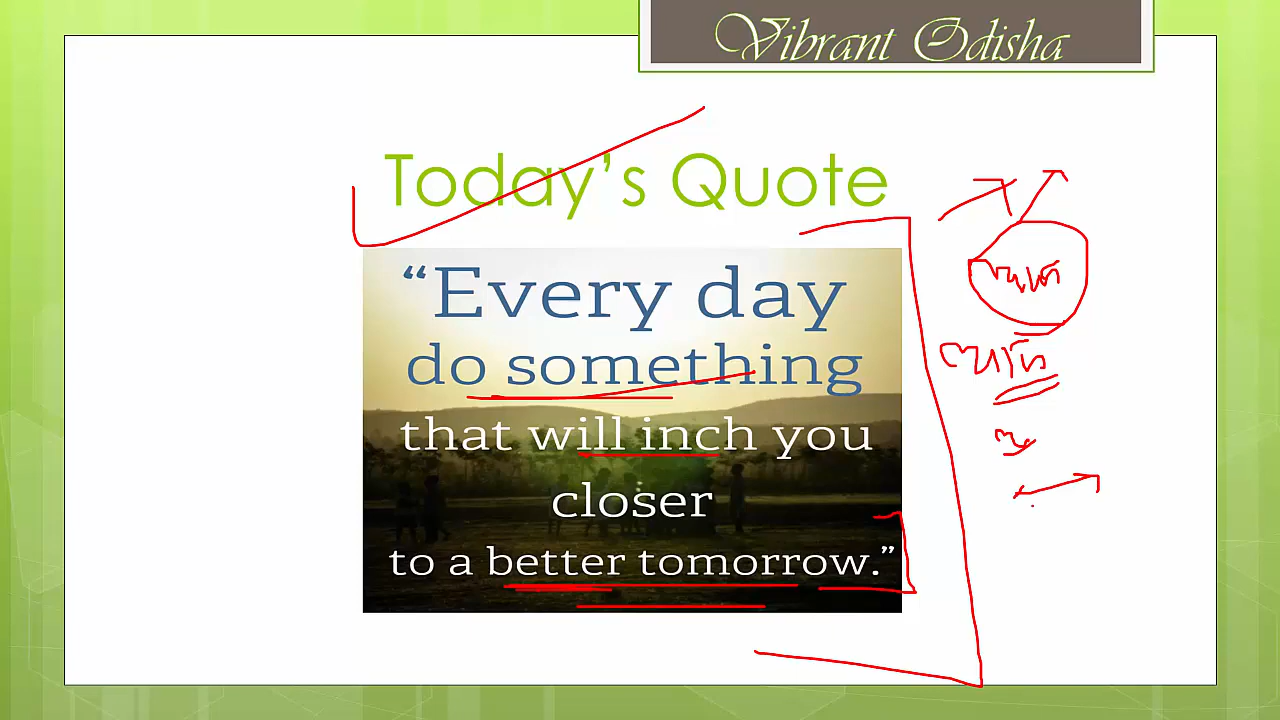 Vibrant Odisha
Today's Quote
“Every day
do something
that will inch you
closer
to a better tomorrow.”